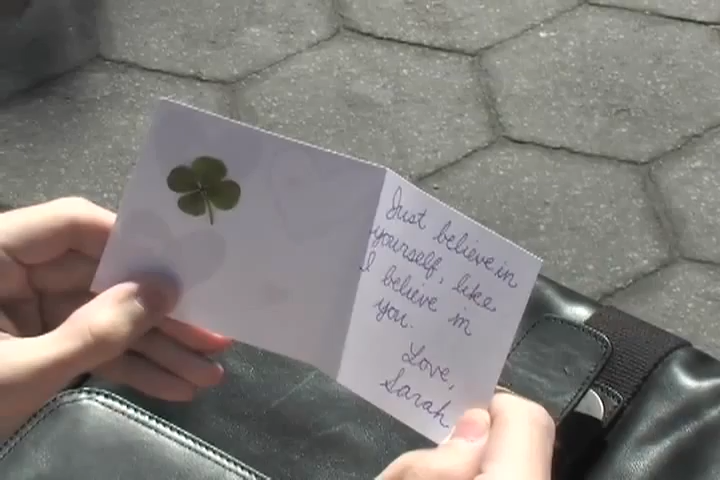 Just believe in
yourself, like
I believe in
you.
Love,
Sarah